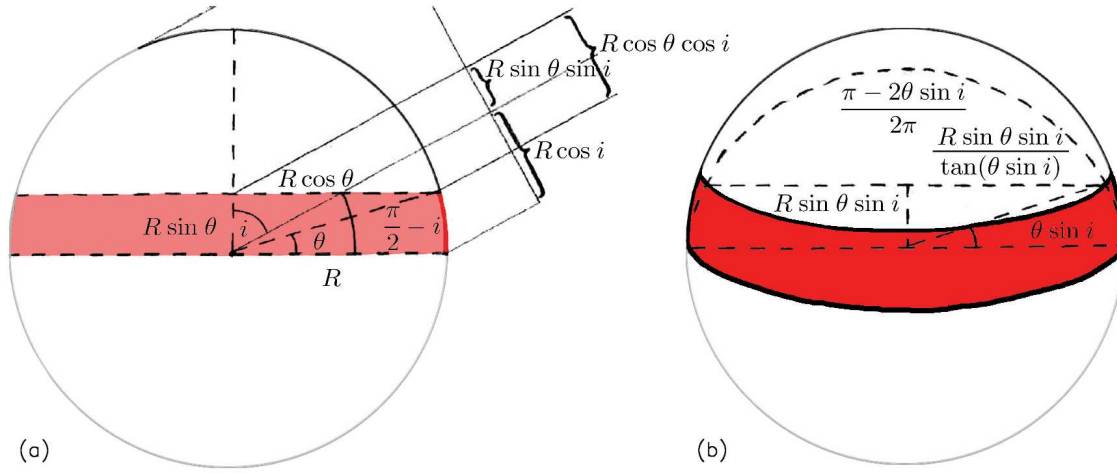 R cos θ cos i
R sin θ sin i
R cos i
R cos θ
R sin θ
i
θ
π/2 − i
R
(a)
(π − 2θ sin i)/(2π)
(R sin θ sin i)/(tan(θ sin i))
R sin θ sin i
θ sin i
(b)